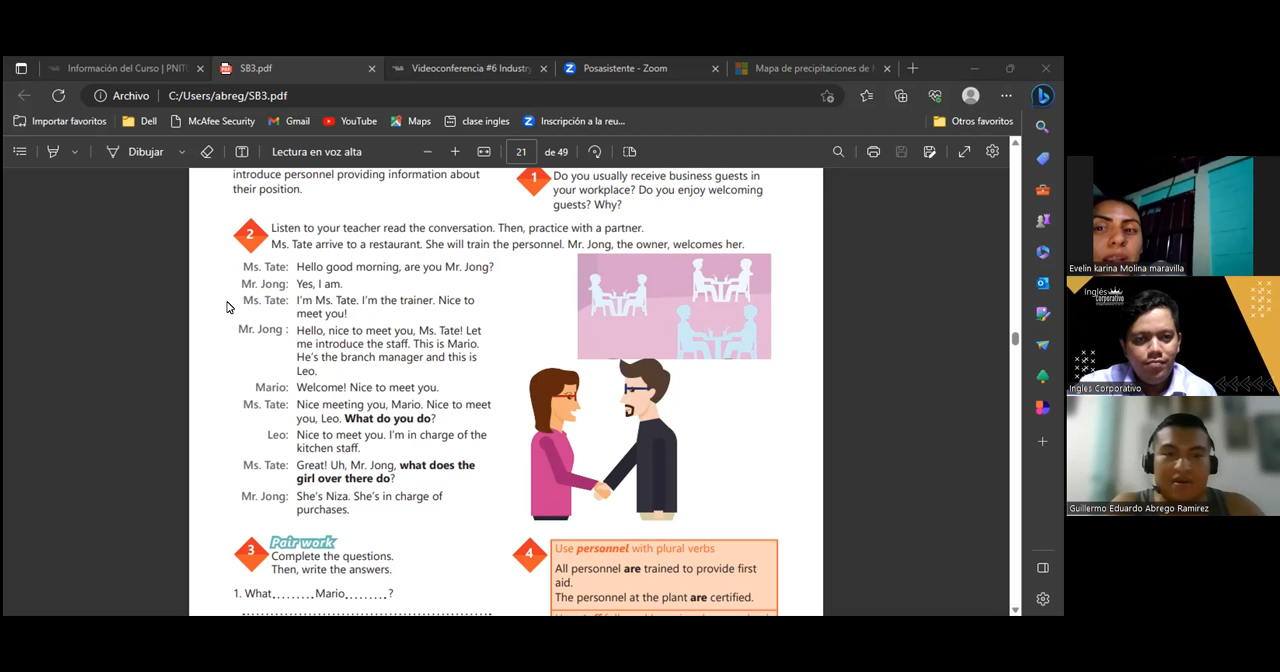 Información del Curso | PNIT
SB3.pdf
Videoconferencia #6 Industry
Posasistente - Zoom
Mapa de precipitaciones de
Archivo
C:/Users/abreg/SB3.pdf
Importar favoritos
Dell
McAfee Security
Gmail
YouTube
Maps
clase ingles
Inscripción a la reu...
Otros favoritos
Dibujar
Lectura en voz alta
21
de 49
introduce personnel providing information about
their position.
1
Do you usually receive business guests in
your workplace? Do you enjoy welcoming
guests? Why?
2
Listen to your teacher read the conversation. Then, practice with a partner.
Ms. Tate arrive to a restaurant. She will train the personnel. Mr. Jong, the owner, welcomes her.
Ms. Tate: Hello good morning, are you Mr. Jong?
Mr. Jong: Yes, I am.
Ms. Tate: I'm Ms. Tate. I'm the trainer. Nice to
meet you!
Mr. Jong : Hello, nice to meet you, Ms. Tate! Let
me introduce the staff. This is Mario.
He's the branch manager and this is
Leo.
Mario: Welcome! Nice to meet you.
Ms. Tate: Nice meeting you, Mario. Nice to meet
you, Leo. What do you do?
Leo: Nice to meet you. I'm in charge of the
kitchen staff.
Ms. Tate: Great! Uh, Mr. Jong, what does the
girl over there do?
Mr. Jong: She's Niza. She's in charge of
purchases.
3
Pair work
Complete the questions.
Then, write the answers.
1. What........Mario........?
4
Use personnel with plural verbs
All personnel are trained to provide first
aid.
The personnel at the plant are certified.
Evelin karina Molina maravilla
Inglés
Corporativo
Inglés Corporativo
Guillermo Eduardo Abrego Ramirez